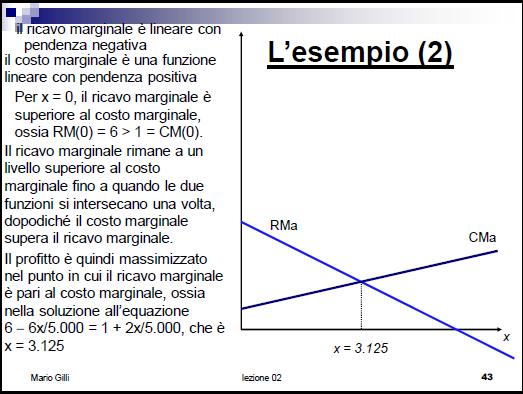 il ricavo marginale è lineare con
pendenza negativa
il costo marginale è una funzione
lineare con pendenza positiva
Per x = 0, il ricavo marginale è
superiore al costo marginale,
ossia RM(0) = 6 > 1 = CM(0).
Il ricavo marginale rimane a un
livello superiore al costo
marginale fino a quando le due
funzioni si intersecano una volta,
dopodiché il costo marginale
supera il ricavo marginale.
Il profitto è quindi massimizzato
nel punto in cui il ricavo marginale
è pari al costo marginale, ossia
nella soluzione all'equazione
6 – 6x/5.000 = 1 + 2x/5.000, che è
x = 3.125
L'esempio (2)
RMa
CMa
x
x = 3.125
Mario Gilli
lezione 02
43